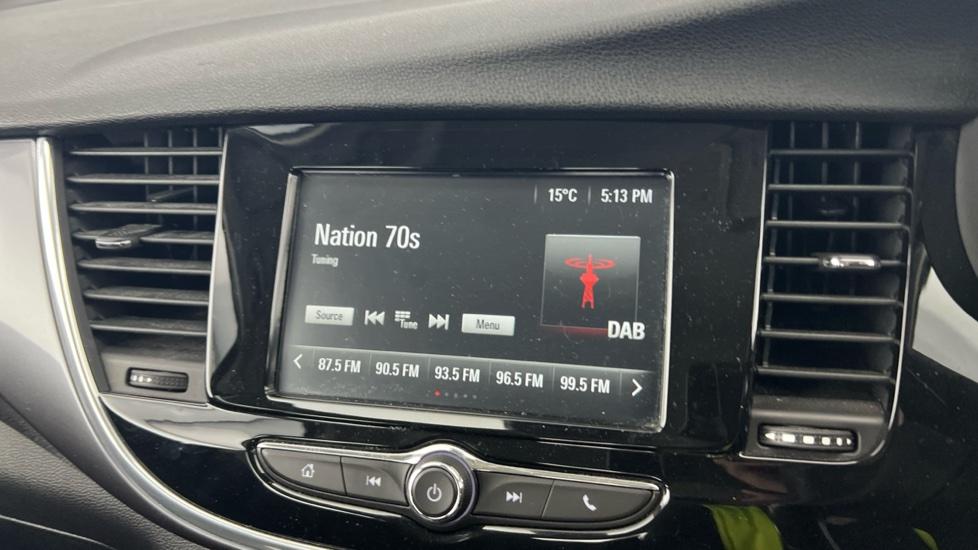 15°C 5:13 PM
Nation 70s
Tuning
Source Tune Menu
DAB
87.5 FM 90.5 FM 93.5 FM 96.5 FM 99.5 FM